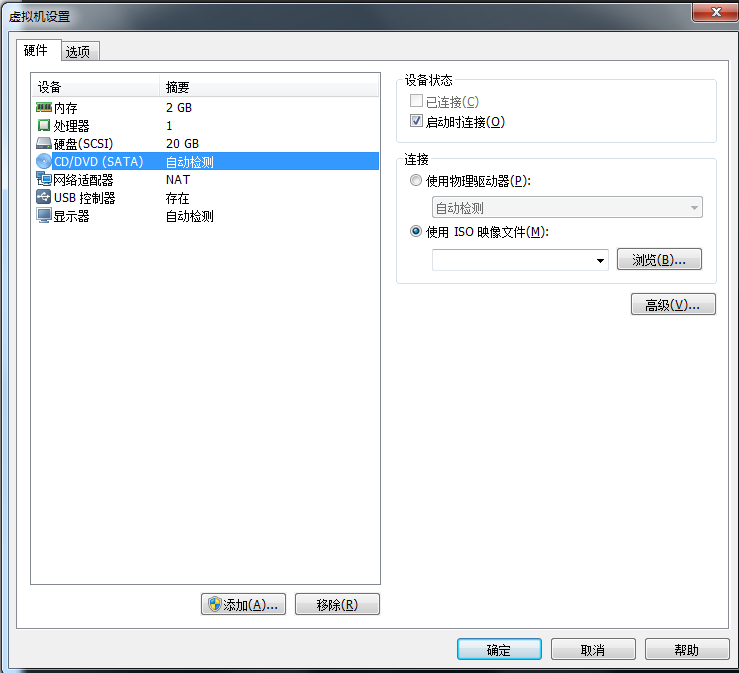 虚拟机设置
硬件 选项
设备 摘要
内存 2 GB
处理器 1
硬盘(SCSI) 20 GB
CD/DVD (SATA) 自动检测
网络适配器 NAT
USB 控制器 存在
显示器 自动检测
添加(A)... 移除(R)
设备状态
已连接(C)
启动时连接(O)
连接
使用物理驱动器(P):
自动检测
使用 ISO 映像文件(M):
浏览(B)...
高级(V)...
确定 取消 帮助